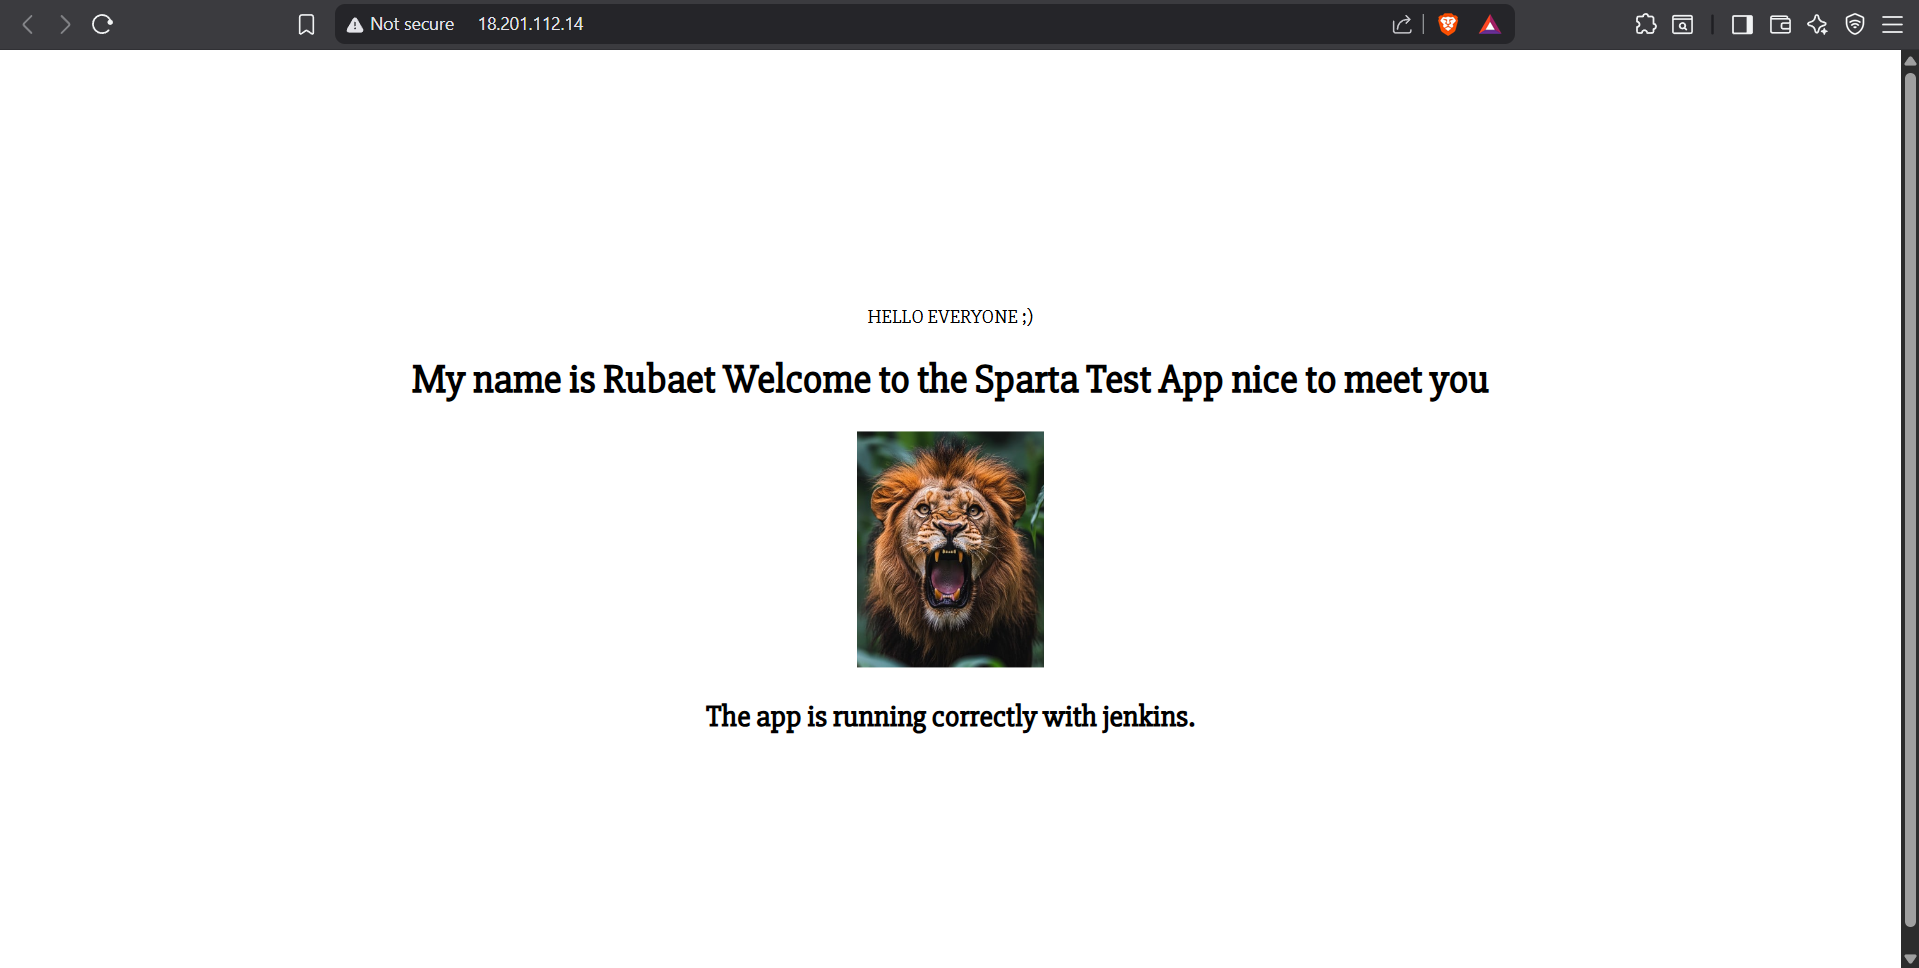 Not secure 18.201.112.14
HELLO EVERYONE ;)
My name is Rubaet Welcome to the Sparta Test App nice to meet you
The app is running correctly with jenkins.